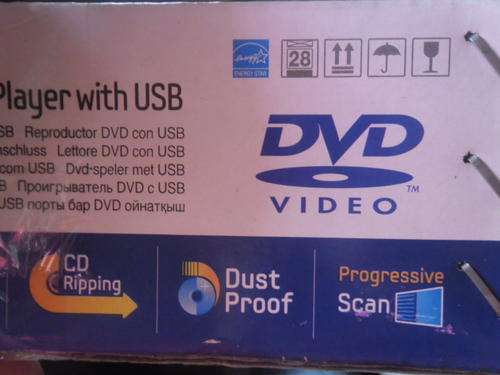 ENERGY STAR
28
Player with USB
USB Reproductor DVD con USB
Lettore DVD con USB
com USB Dvd-speler met USB
Проигрыватель DVD с USB
USB порты бар DVD ойнатқыш
DVD
VIDEO TM
CD
Ripping
Dust
Proof
Progressive
Scan